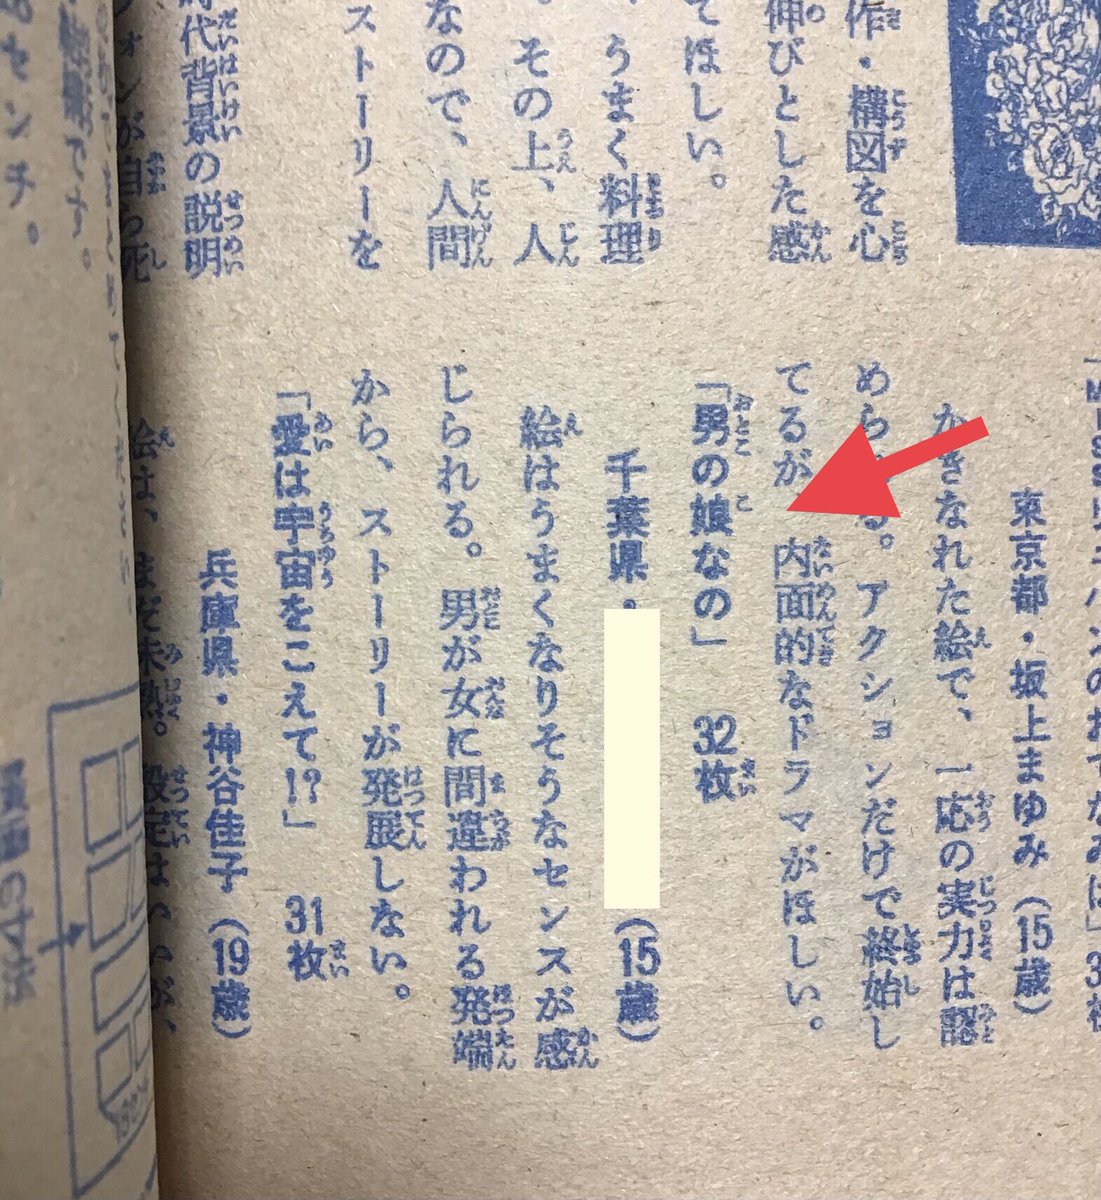 作・構図を心
伸びとした感
てほしい。
うまく料理
。その上、人
なので、人間
ストーリーを
時代背景の説明
ォンが自ら死
東京都・坂上まゆみ（15歳）
かきなれた絵で、一応の実力は認
められる。アクションだけで終始し
てるが、内面的なドラマがほしい。
「男の娘なの」 32枚
千葉県・（15歳）
絵はうまくなりそうなセンスが感
じられる。男が女に間違われる発端
から、ストーリーが発展しない。
「愛は宇宙をこえて!?」 31枚
兵庫県・神谷佳子（19歳）
絵は、まだ未熟。設定はいいが、
センチ。